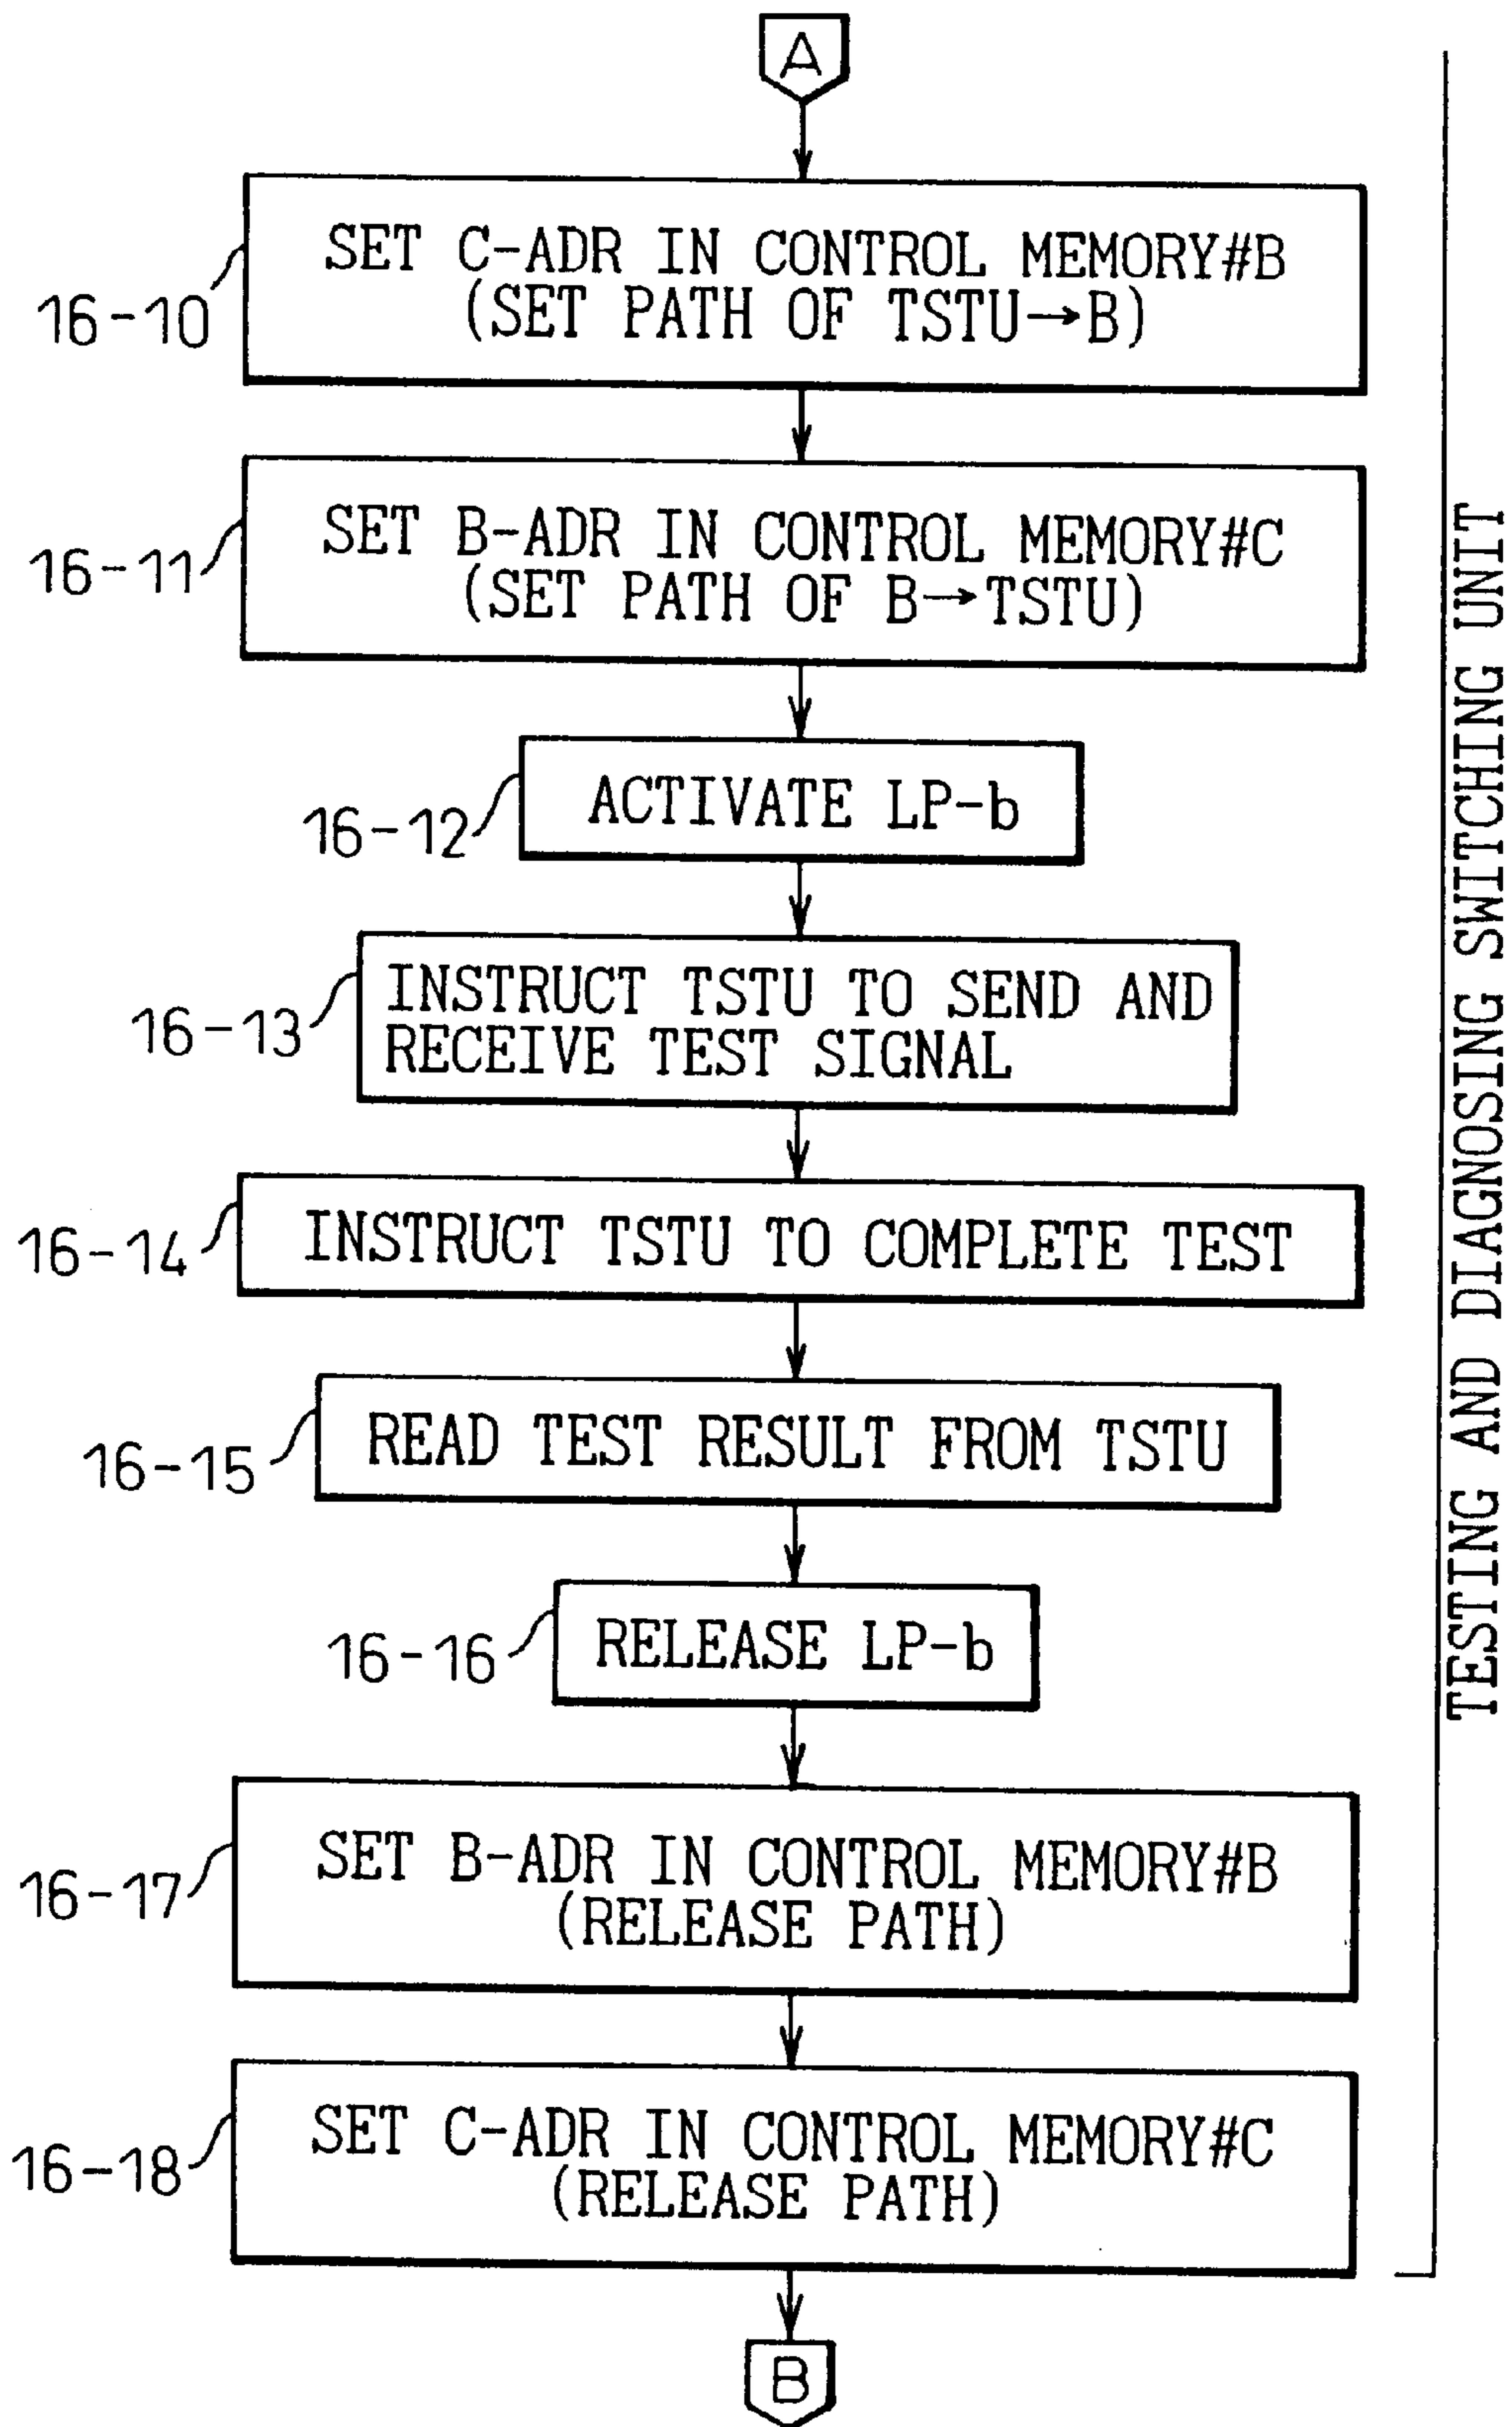 A
16-10
SET C-ADR IN CONTROL MEMORY#B
(SET PATH OF TSTU→B)
16-11
SET B-ADR IN CONTROL MEMORY#C
(SET PATH OF B→TSTU)
16-12
ACTIVATE LP-b
16-13
INSTRUCT TSTU TO SEND AND
RECEIVE TEST SIGNAL
16-14
INSTRUCT TSTU TO COMPLETE TEST
16-15
READ TEST RESULT FROM TSTU
16-16
RELEASE LP-b
16-17
SET B-ADR IN CONTROL MEMORY#B
(RELEASE PATH)
16-18
SET C-ADR IN CONTROL MEMORY#C
(RELEASE PATH)
B
TESTING AND DIAGNOSING SWITCHING UNIT